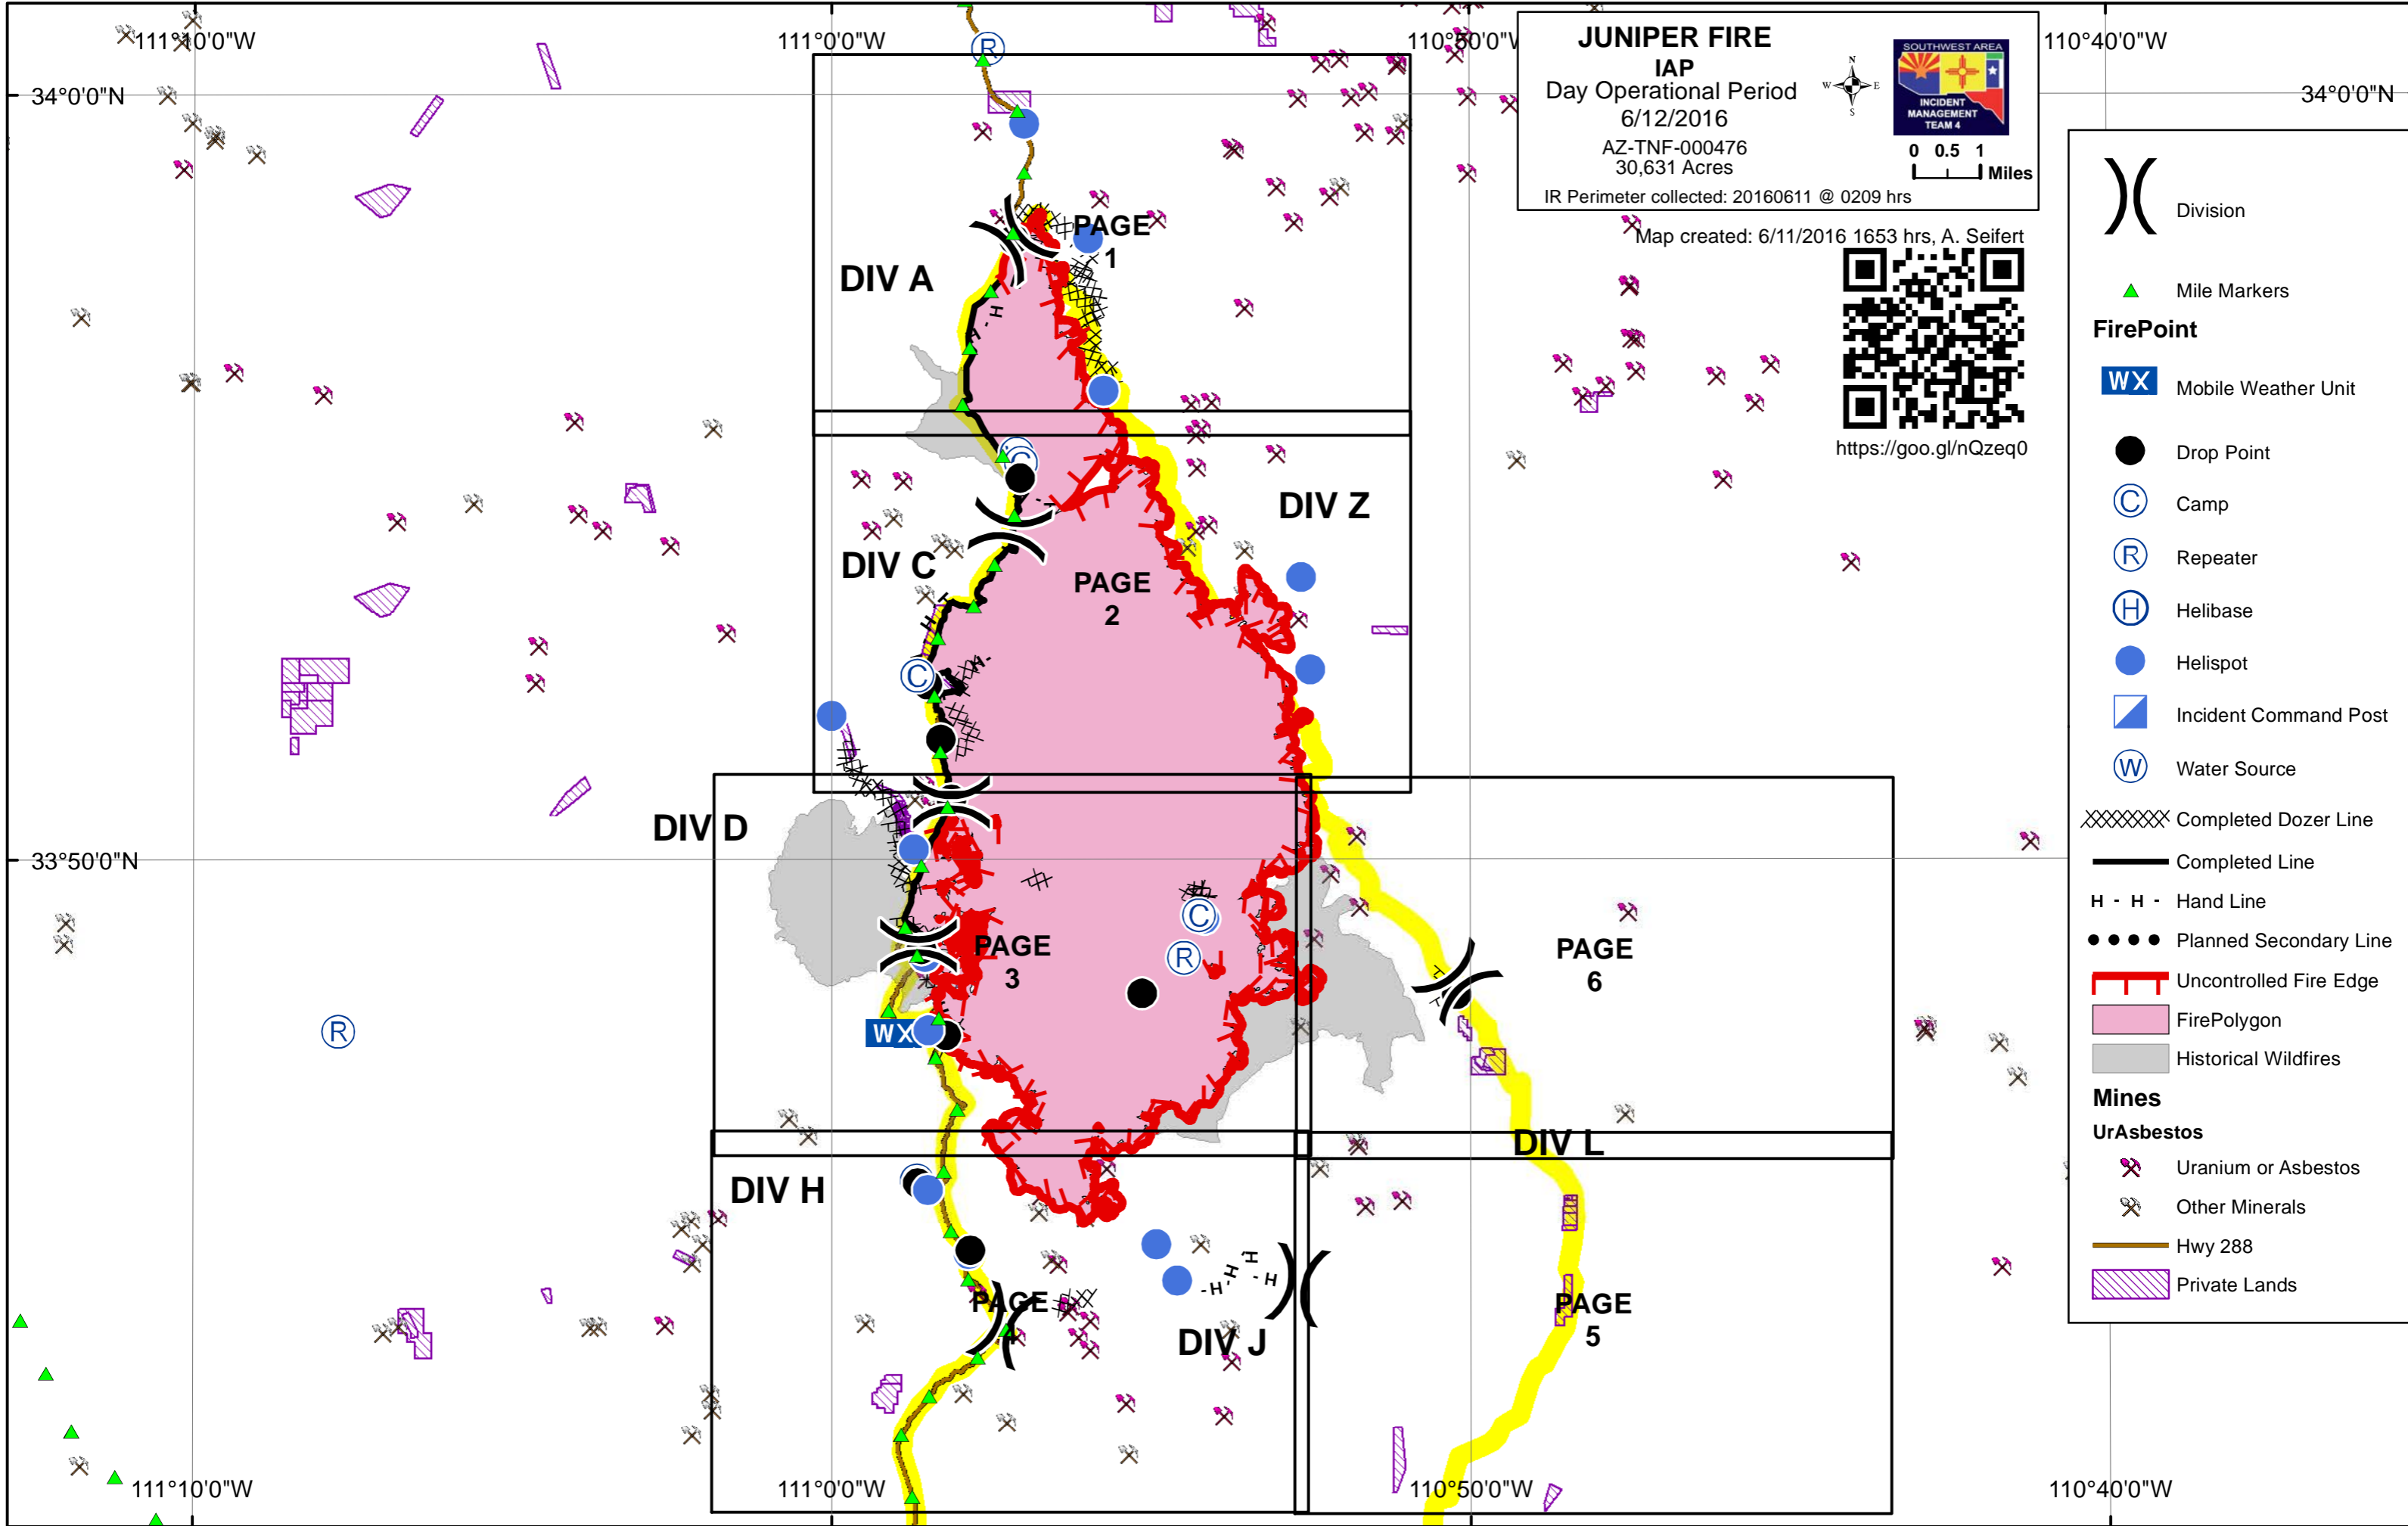 111°10'0"W
111°0'0"W
110°50'0"W
110°40'0"W
34°0'0"N
34°0'0"N
JUNIPER FIRE
IAP
Day Operational Period
6/12/2016
AZ-TNF-000476
30,631 Acres
IR Perimeter collected: 20160611 @ 0209 hrs
N
W
E
S
SOUTHWEST AREA
INCIDENT
MANAGEMENT
TEAM 4
0 0.5 1
Miles
Map created: 6/11/2016 1653 hrs, A. Seifert
https://goo.gl/nQzeq0
Division
Mile Markers
FirePoint
WX Mobile Weather Unit
Drop Point
C Camp
R Repeater
H Helibase
Helispot
Incident Command Post
W Water Source
Completed Dozer Line
Completed Line
H - H - Hand Line
Planned Secondary Line
Uncontrolled Fire Edge
FirePolygon
Historical Wildfires
Mines
UrAsbestos
Uranium or Asbestos
Other Minerals
Hwy 288
Private Lands
R
PAGE
1
DIV A
H - H
C
DIV Z
DIV C
PAGE
2
H -
H -
C
DIV D
33°50'0"N
PAGE
3
C
R
R
WX
PAGE
6
DIV L
DIV H
- H - H - H
- H
PAGE
4
DIV J
PAGE
5
111°10'0"W
111°0'0"W
110°50'0"W
110°40'0"W